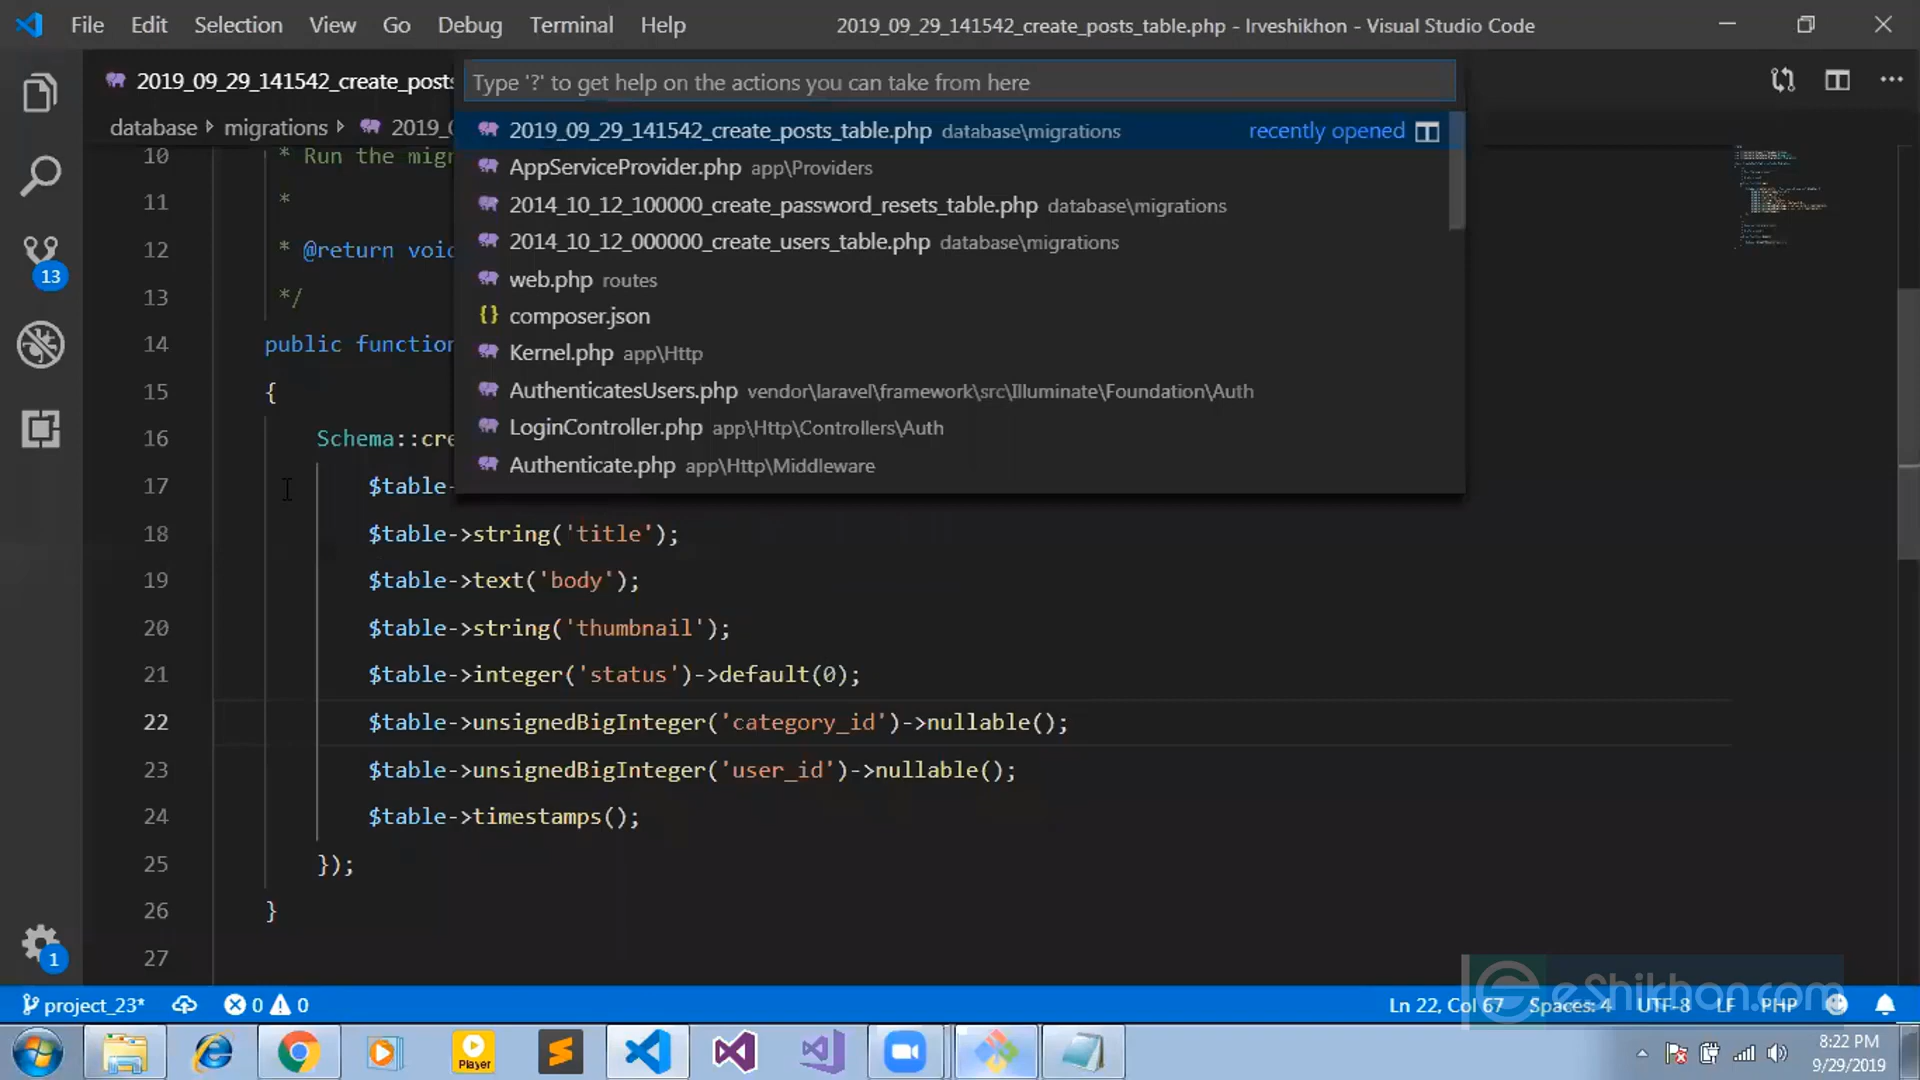 File Edit Selection View Go Debug Terminal Help
2019_09_29_141542_create_posts_table.php - Irveshikhon - Visual Studio Code
2019_09_29_141542_create_posts
Type '?' to get help on the actions you can take from here
database migrations 2019_0
2019_09_29_141542_create_posts_table.php database\migrations recently opened
AppServiceProvider.php app\Providers
2014_10_12_100000_create_password_resets_table.php database\migrations
2014_10_12_000000_create_users_table.php database\migrations
web.php routes
{} composer.json
Kernel.php app\Http
AuthenticatesUsers.php vendor\laravel\framework\src\Illuminate\Foundation\Auth
LoginController.php app\Http\Controllers\Auth
Authenticate.php app\Http\Middleware
10 * Run the migr
11 *
12 * @return void
13 */
14 public function
15 {
16 Schema::cre
17 $table-
18 $table->string('title');
19 $table->text('body');
20 $table->string('thumbnail');
21 $table->integer('status')->default(0);
22 $table->unsignedBigInteger('category_id')->nullable();
23 $table->unsignedBigInteger('user_id')->nullable();
24 $table->timestamps();
25 });
26 }
27
13
1
eShikhon.com
project_23* 0 0 Ln 22, Col 67 Spaces: 4 UTF-8 LF PHP
Player
8:22 PM
9/29/2019